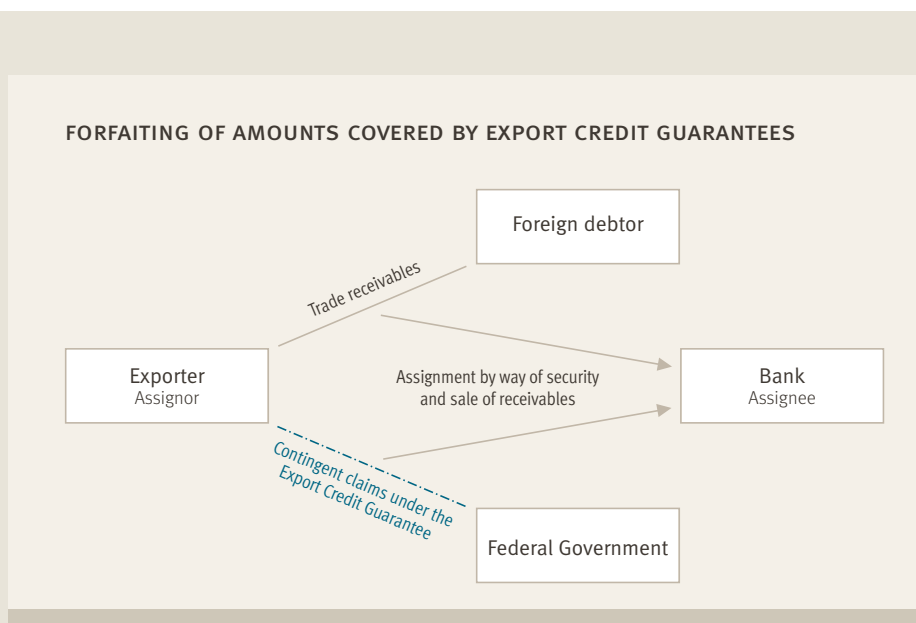 FORFAITING OF AMOUNTS COVERED BY EXPORT CREDIT GUARANTEES
Foreign debtor
Trade receivables
Exporter
Assignor
Assignment by way of security
and sale of receivables
Bank
Assignee
Contingent claims under the
Export Credit Guarantee
Federal Government